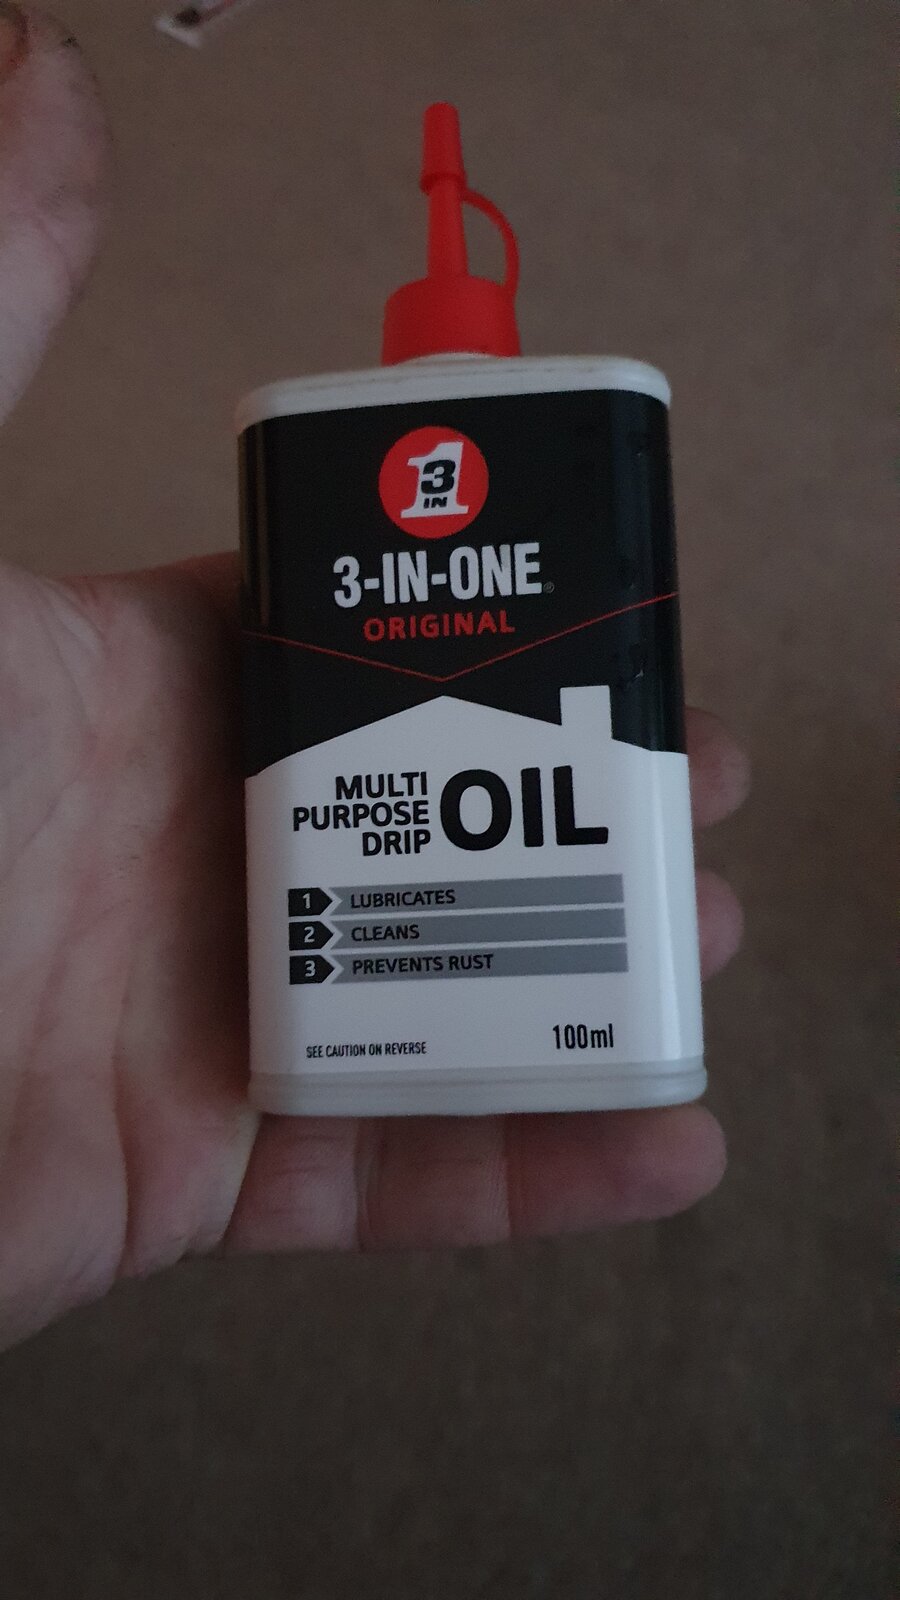 3
IN
1
3-IN-ONE®
ORIGINAL
MULTI
PURPOSE
DRIP
OIL
1 LUBRICATES
2 CLEANS
3 PREVENTS RUST
SEE CAUTION ON REVERSE
100ml